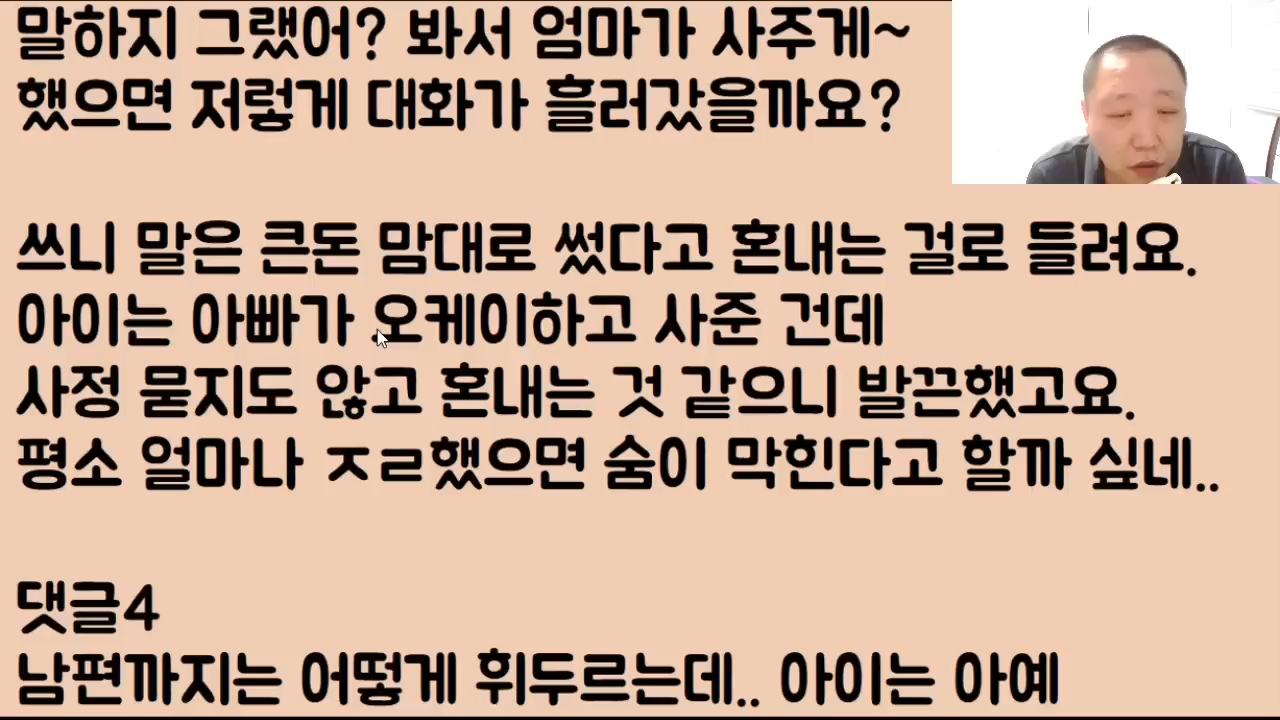 말하지 그랬어? 봐서 엄마가 사주게~
했으면 저렇게 대화가 흘러갔을까요?
쓰니 말은 큰돈 맘대로 썼다고 혼내는 걸로 들려요.
아이는 아빠가 오케이하고 사준 건데
사정 묻지도 않고 혼내는 것 같으니 발끈했고요.
평소 얼마나 ㅈㄹ했으면 숨이 막힌다고 할까 싶네..
댓글4
남편까지는 어떻게 휘두르는데.. 아이는 아예